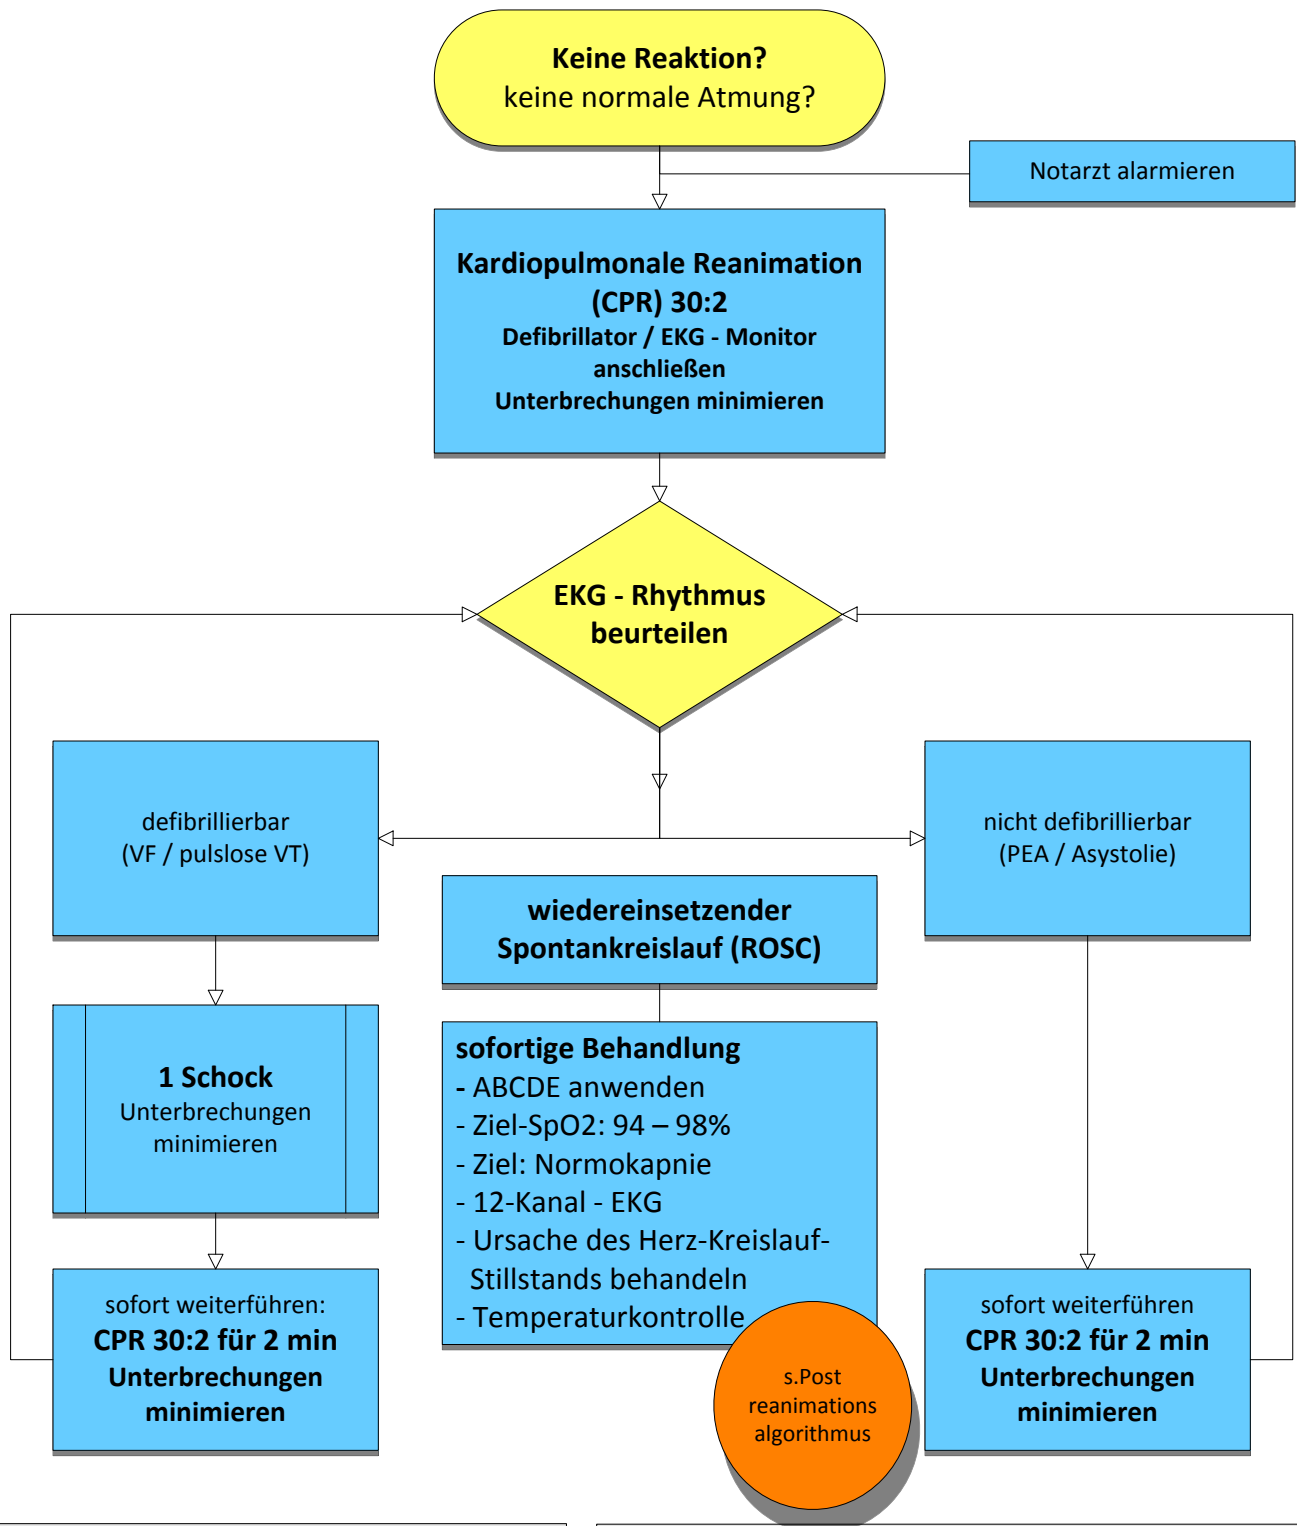 Keine Reaktion?
keine normale Atmung?
Notarzt alarmieren
Kardiopulmonale Reanimation
(CPR) 30:2
Defibrillator / EKG - Monitor
anschließen
Unterbrechungen minimieren
EKG - Rhythmus
beurteilen
defibrillierbar
(VF / pulslose VT)
nicht defibrillierbar
(PEA / Asystolie)
wiedereinsetzender
Spontankreislauf (ROSC)
1 Schock
Unterbrechungen
minimieren
sofortige Behandlung
- ABCDE anwenden
- Ziel-SpO2: 94 – 98%
- Ziel: Normokapnie
- 12-Kanal - EKG
- Ursache des Herz-Kreislauf-
Stillstands behandeln
- Temperaturkontrolle
sofort weiterführen:
CPR 30:2 für 2 min
Unterbrechungen
minimieren
sofort weiterführen
CPR 30:2 für 2 min
Unterbrechungen
minimieren
s.Post
reanimations
algorithmus